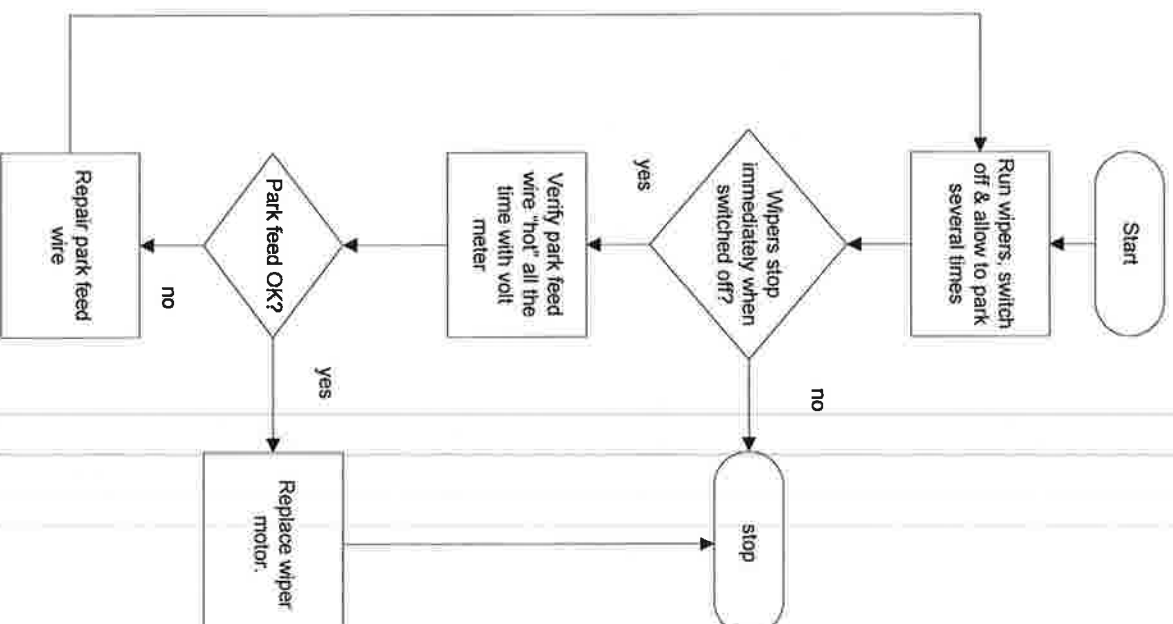 Start
Run wipers, switch
off & allow to park
several times
Wipers stop
immediately when
switched off?
no
stop
yes
Verify park feed
wire "hot" all the
time with volt
meter
Park feed OK?
yes
Replace wiper
motor.
no
Repair park feed
wire